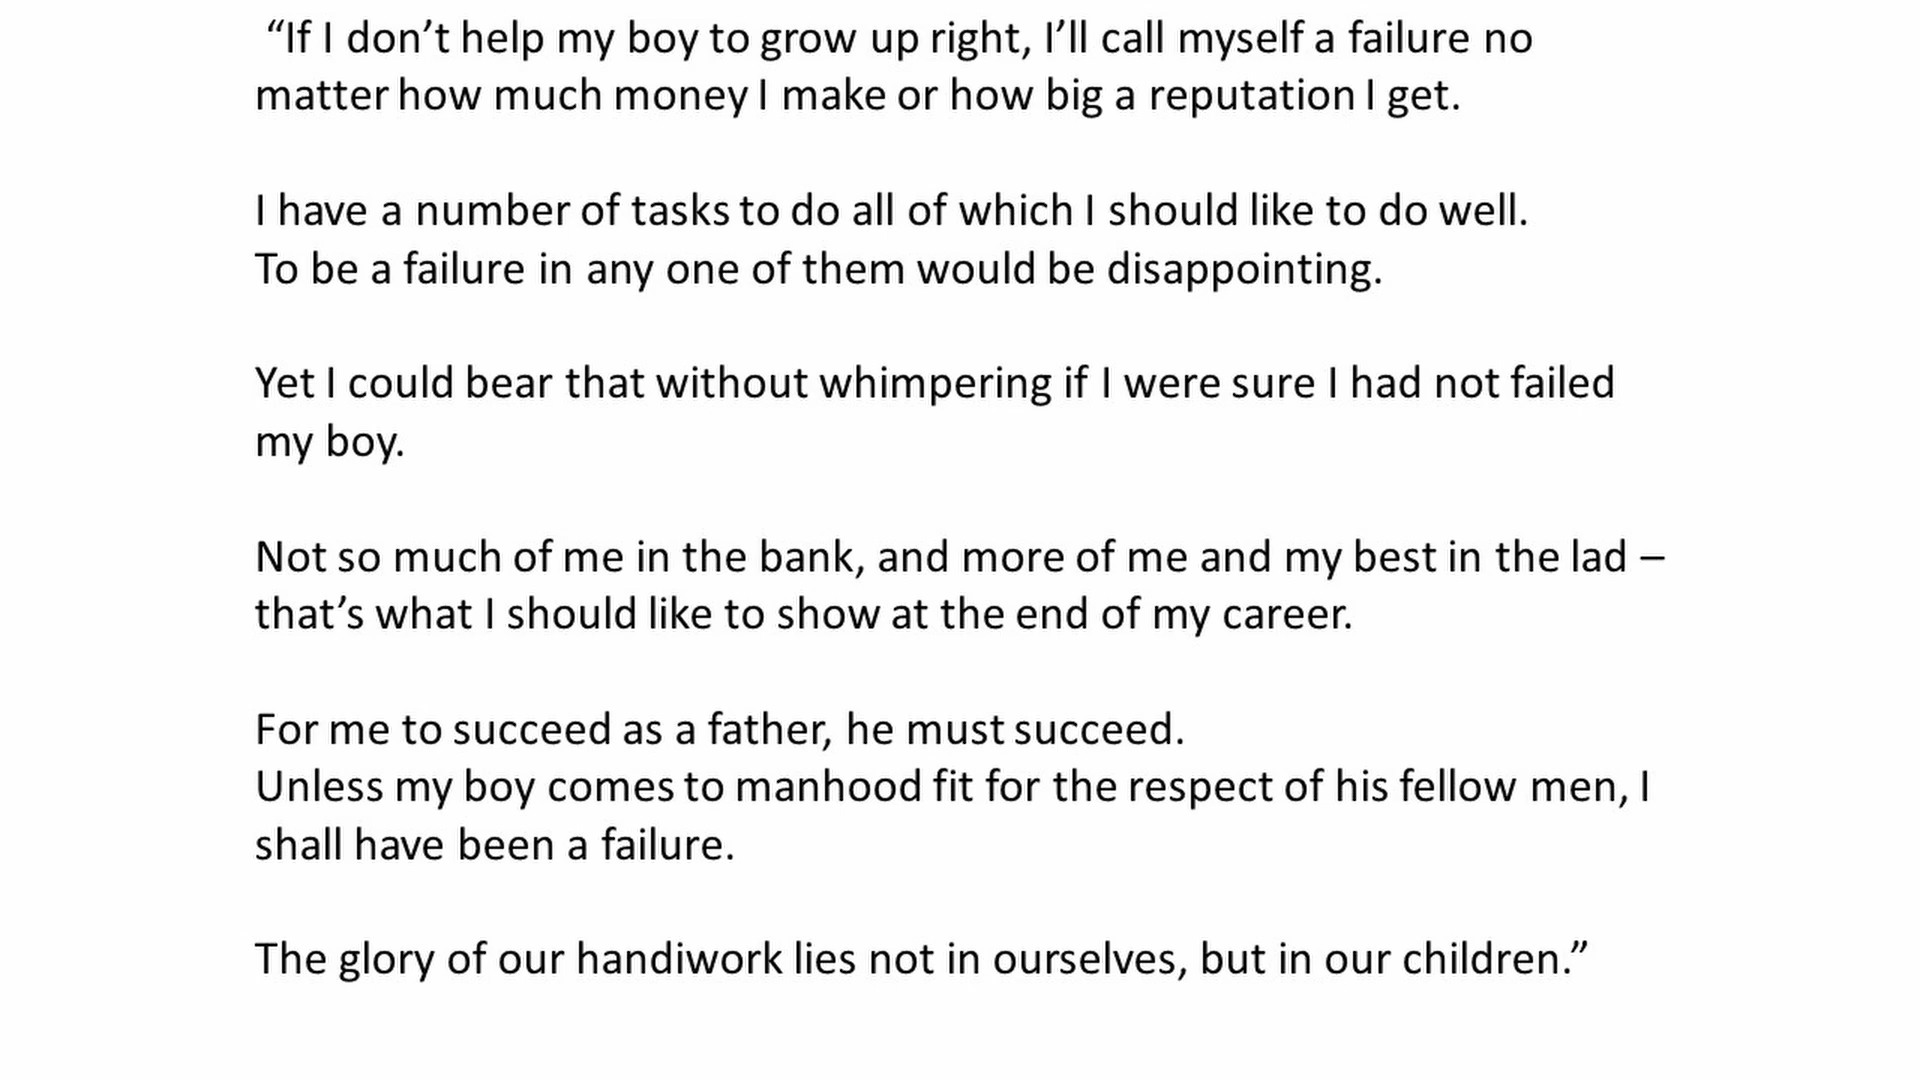 “If I don’t help my boy to grow up right, I’ll call myself a failure no
matter how much money I make or how big a reputation I get.
I have a number of tasks to do all of which I should like to do well.
To be a failure in any one of them would be disappointing.
Yet I could bear that without whimpering if I were sure I had not failed
my boy.
Not so much of me in the bank, and more of me and my best in the lad –
that’s what I should like to show at the end of my career.
For me to succeed as a father, he must succeed.
Unless my boy comes to manhood fit for the respect of his fellow men, I
shall have been a failure.
The glory of our handiwork lies not in ourselves, but in our children.”